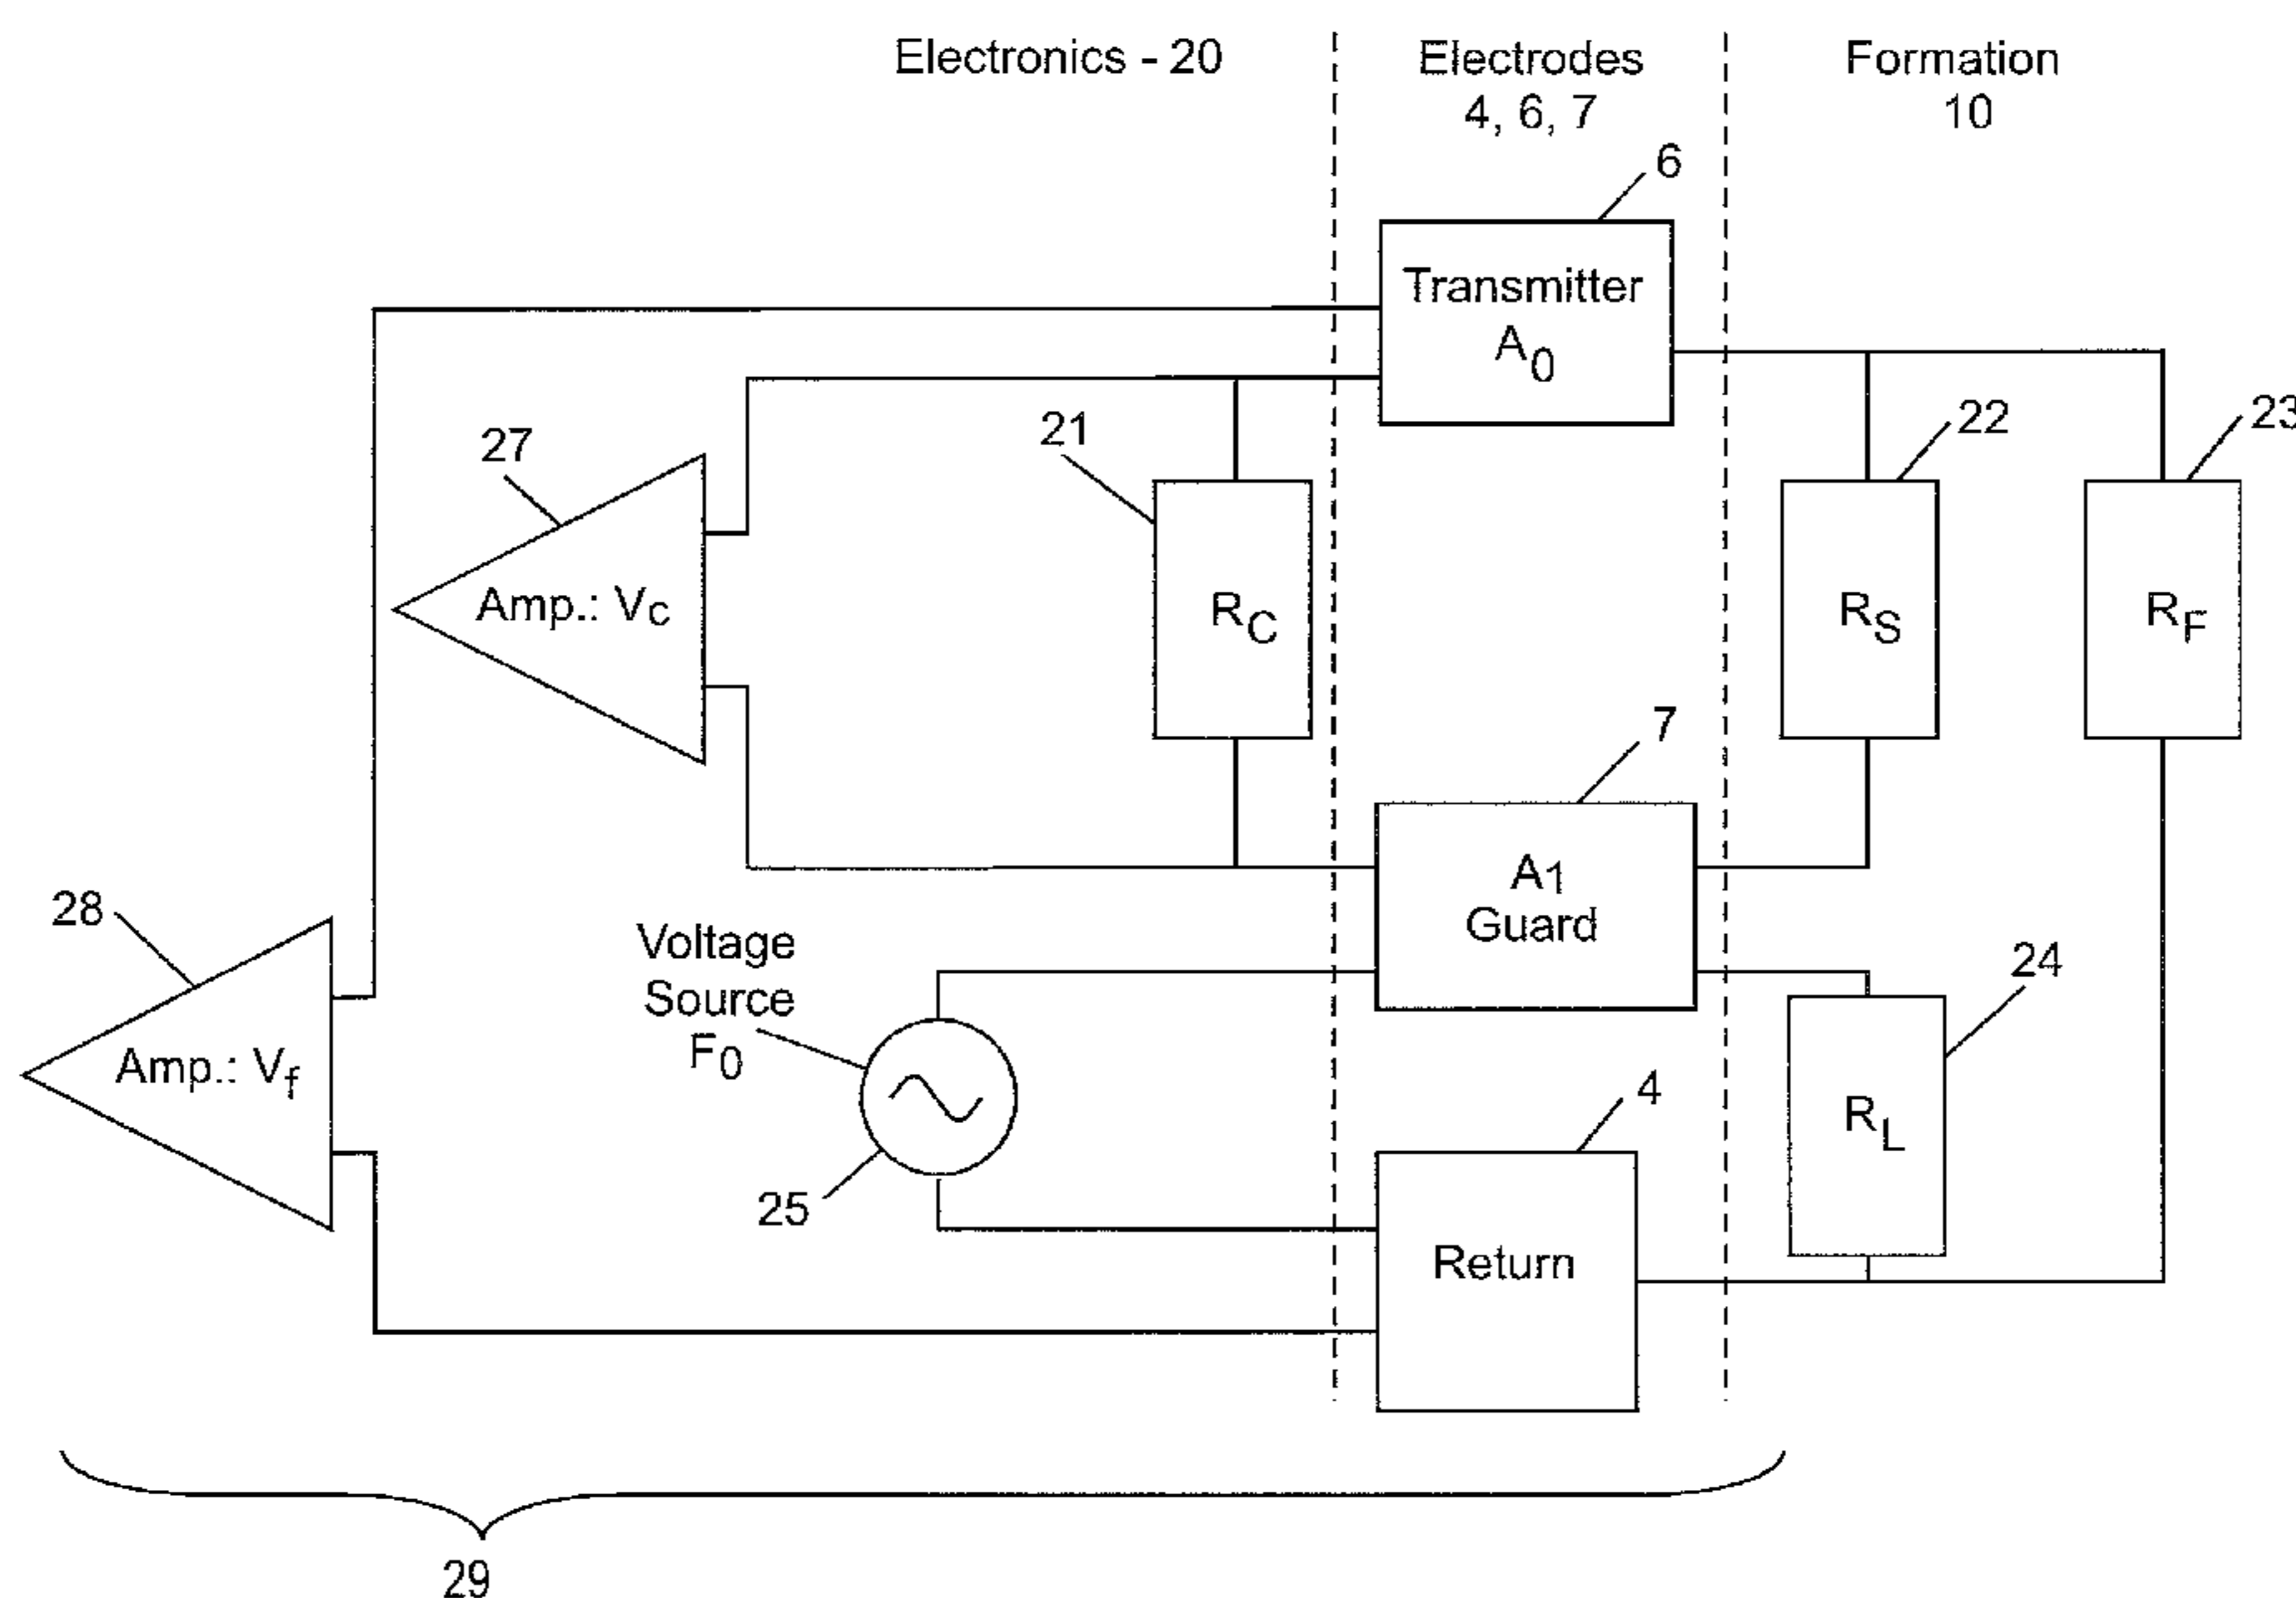 Electronics - 20
Electrodes
4, 6, 7
Formation
10
6
Transmitter
A0
27
21
22
23
Amp.: Vc
RC
RS
RF
7
A1
Guard
28
Voltage
Source
F0
24
Amp.: Vf
4
RL
25
Return
29